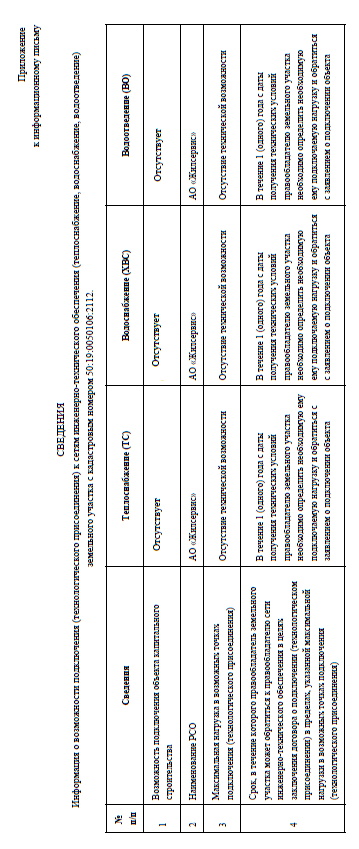 Приложение
к информационному письму
СВЕДЕНИЯ
Информация о возможности подключения (технологического присоединения) к сетям инженерно-технического обеспечения (теплоснабжение, водоснабжение, водоотведение)
земельного участка с кадастровым номером 50:19:0050106:2112.
№
п/п
Сведения
Теплоснабжение (ТС)
Водоснабжение (ХВС)
Водоотведение (ВО)
1
Возможность подключения объекта капитального
строительства
Отсутствует
Отсутствует
Отсутствует
2
Наименование РСО
АО «Жилсервис»
АО «Жилсервис»
АО «Жилсервис»
3
Максимальная нагрузка в возможных точках
подключения (технологического присоединения)
Отсутствие технической возможности
Отсутствие технической возможности
Отсутствие технической возможности
4
Срок, в течение которого правообладатель земельного
участка может обратиться к правообладателю сети
инженерно-технического обеспечения в целях
заключения договора о подключении (технологическом
присоединении) в пределах указанной максимальной
нагрузки в возможных точках подключения
(технологического присоединения)
В течение 1 (одного) года с даты
получения технических условий
правообладателю земельного участка
необходимо определить необходимую ему
подключаемую нагрузку и обратиться с
заявлением о подключении объекта
В течение 1 (одного) года с даты
получения технических условий
правообладателю земельного участка
необходимо определить необходимую
ему подключаемую нагрузку и обратиться
с заявлением о подключении объекта
В течение 1 (одного) года с даты
получения технических условий
правообладателю земельного участка
необходимо определить необходимую
ему подключаемую нагрузку и обратиться
с заявлением о подключении объекта